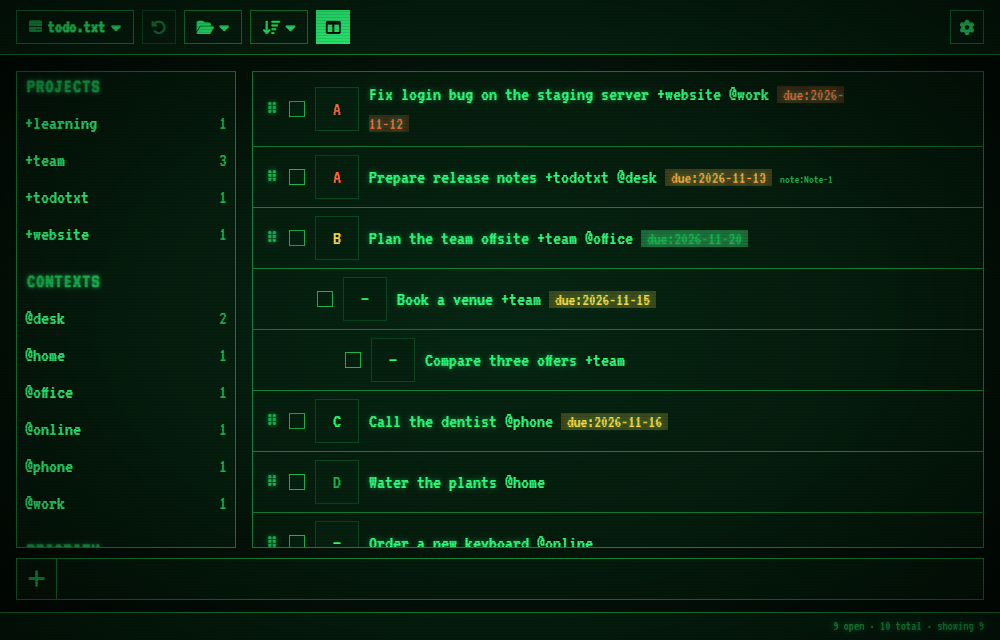 todo.txt
PROJECTS
+learning 1
+team 3
+todotxt 1
+website 1
CONTEXTS
@desk 2
@home 1
@office 1
@online 1
@phone 1
@work 1
A Fix login bug on the staging server +website @work due:2026-
11-12
A Prepare release notes +todotxt @desk due:2026-11-13 note:Note-1
B Plan the team offsite +team @office due:2026-11-20
- Book a venue +team due:2026-11-15
- Compare three offers +team
C Call the dentist @phone due:2026-11-16
D Water the plants @home
- Order a new keyboard @online
9 open · 10 total · showing 9